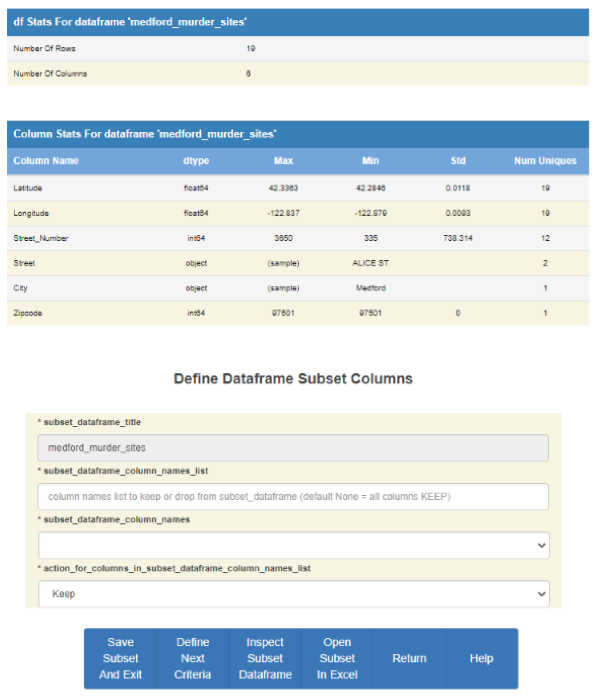 df Stats For dataframe 'medford_murder_sites'
Number Of Rows 19
Number Of Columns 6
Column Stats For dataframe 'medford_murder_sites'
Column Name dtype Max Min Std Num Uniques
Latitude float64 42.3363 42.2846 0.0118 19
Longitude float64 -122.837 -122.879 0.0093 19
Street_Number int64 3650 335 738.314 12
Street object (sample) ALICE ST 2
City object (sample) Medford 1
Zipcode int64 97501 97501 0 1
Define Dataframe Subset Columns
* subset_dataframe_title
medford_murder_sites
* subset_dataframe_column_names_list
column names list to keep or drop from subset_dataframe (default None = all columns KEEP)
* subset_dataframe_column_names
* action_for_columns_in_subset_dataframe_column_names_list
Keep
Save Subset And Exit
Define Next Criteria
Inspect Subset Dataframe
Open Subset In Excel
Return
Help